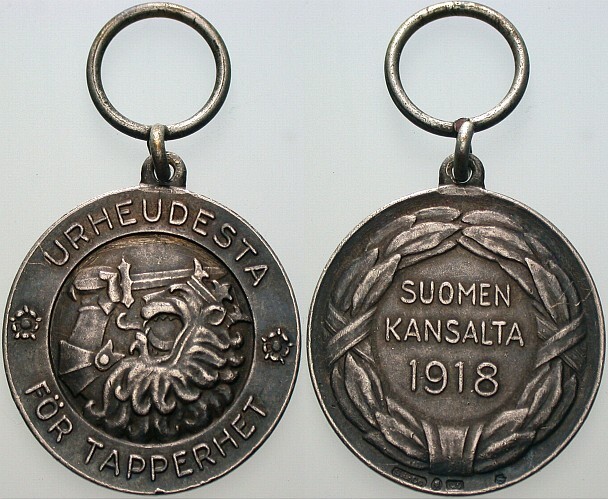 URHEUDESTA
FÖR TAPPERHET
SUOMEN
KANSALTA
1918